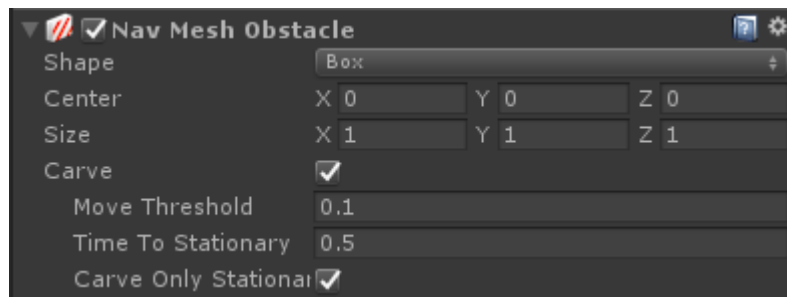 Nav Mesh Obstacle
Shape Box
Center X 0 Y 0 Z 0
Size X 1 Y 1 Z 1
Carve
Move Threshold 0.1
Time To Stationary 0.5
Carve Only Stationar